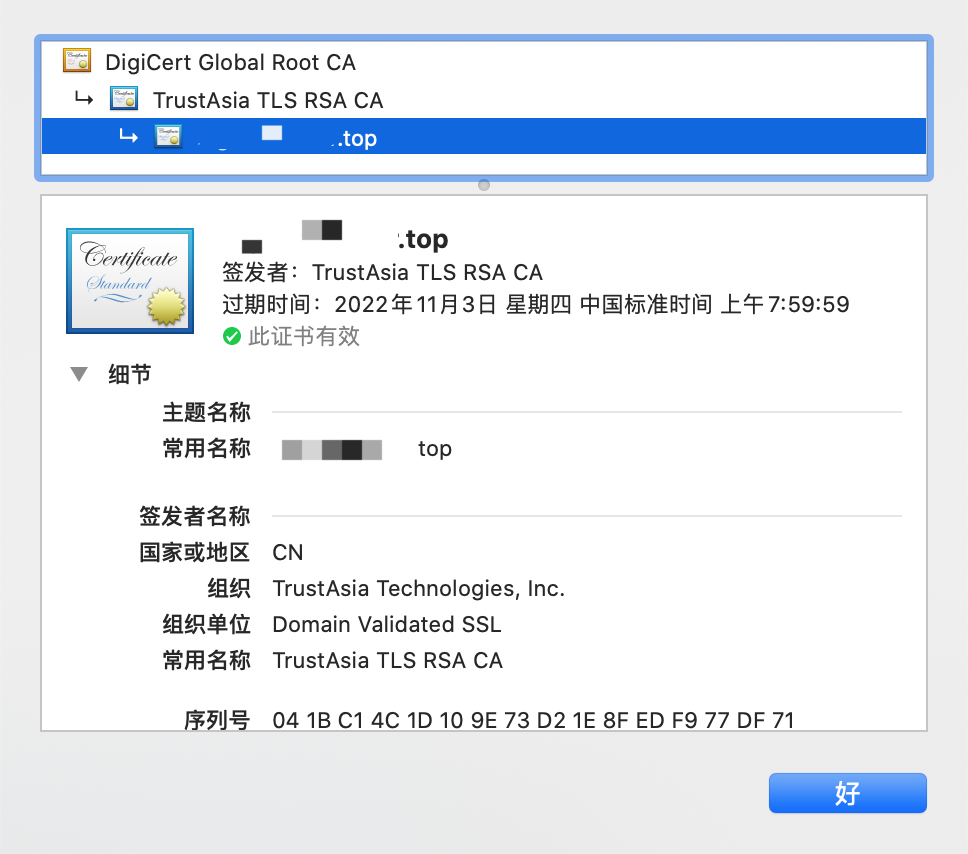 DigiCert Global Root CA
TrustAsia TLS RSA CA
.top
Certificate
Standard
.top
签发者：TrustAsia TLS RSA CA
过期时间：2022年11月3日 星期四 中国标准时间 上午7:59:59
此证书有效
细节
主题名称
常用名称 top
签发者名称
国家或地区 CN
组织 TrustAsia Technologies, Inc.
组织单位 Domain Validated SSL
常用名称 TrustAsia TLS RSA CA
序列号 04 1B C1 4C 1D 10 9E 73 D2 1E 8F ED F9 77 DF 71
好